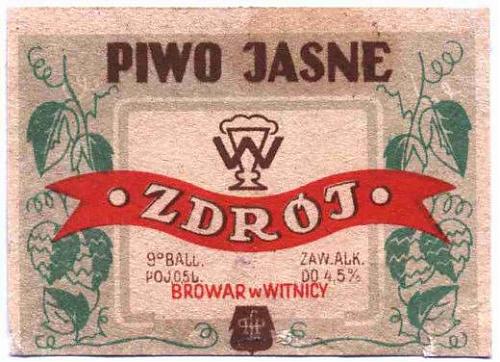 PIWO JASNE
W
• ZDRÓJ •
9° BALL.
POJ. 0,5 L.
ZAW. ALK.
DO 4,5%
BROWAR w WITNICY